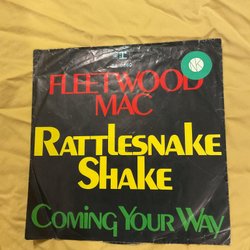 FLEETWOOD
MAC
RATTLESNAKE
SHAKE
COMING YOUR WAY